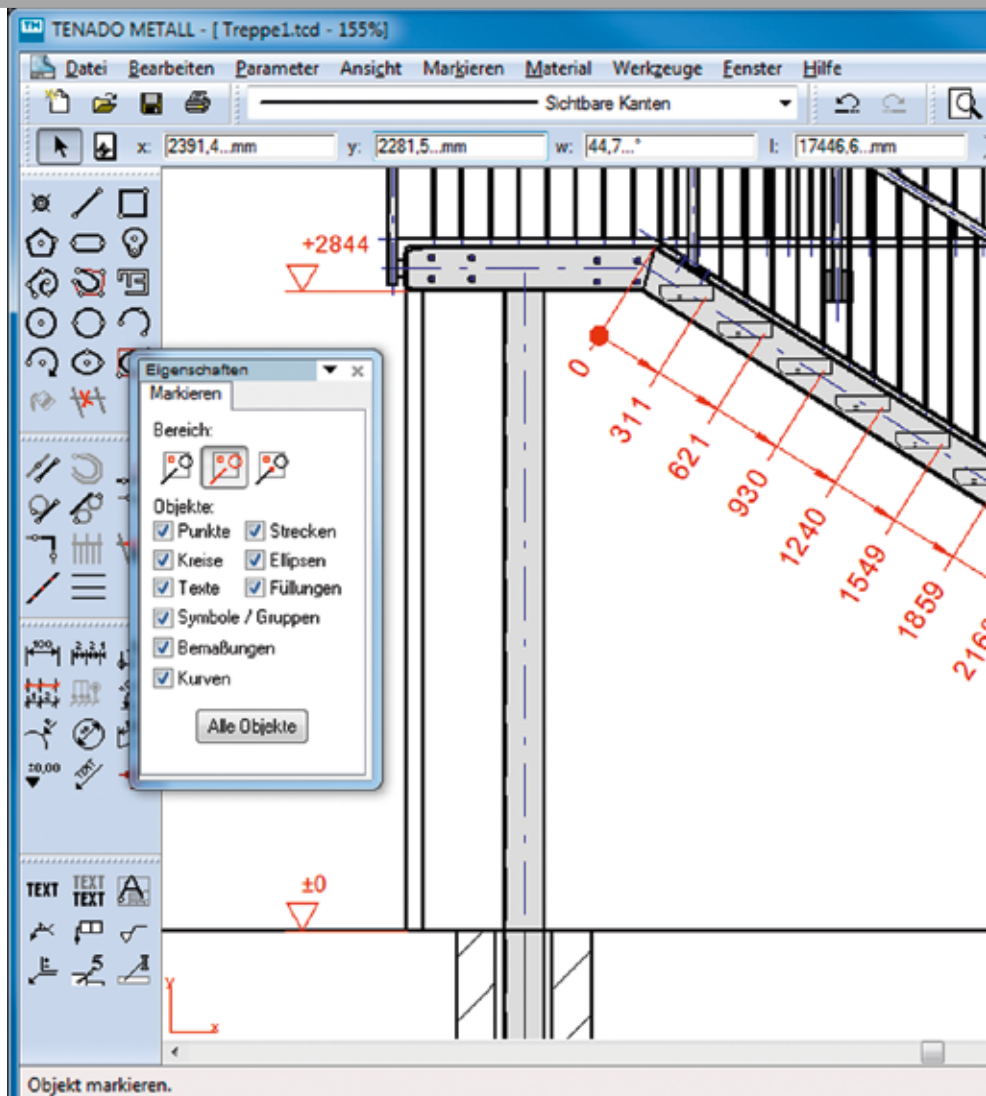 TENADO METALL - [ Treppe1.tcd - 155%]
Datei Bearbeiten Parameter Ansicht Markieren Material Werkzeuge Fenster Hilfe
Sichtbare Kanten
x: 2391,4...mm y: 2281,5...mm w: 44,7...° l: 17446,6...mm
+2844
0
311
621
930
1240
1549
1859
Eigenschaften
Markieren
Bereich:
Objekte:
Punkte Strecken
Kreise Ellipsen
Texte Füllungen
Symbole / Gruppen
Bemaßungen
Kurven
Alle Objekte
±0,00
TEXT
±0
TEXT TEXT
TEXT
y
x
Objekt markieren.